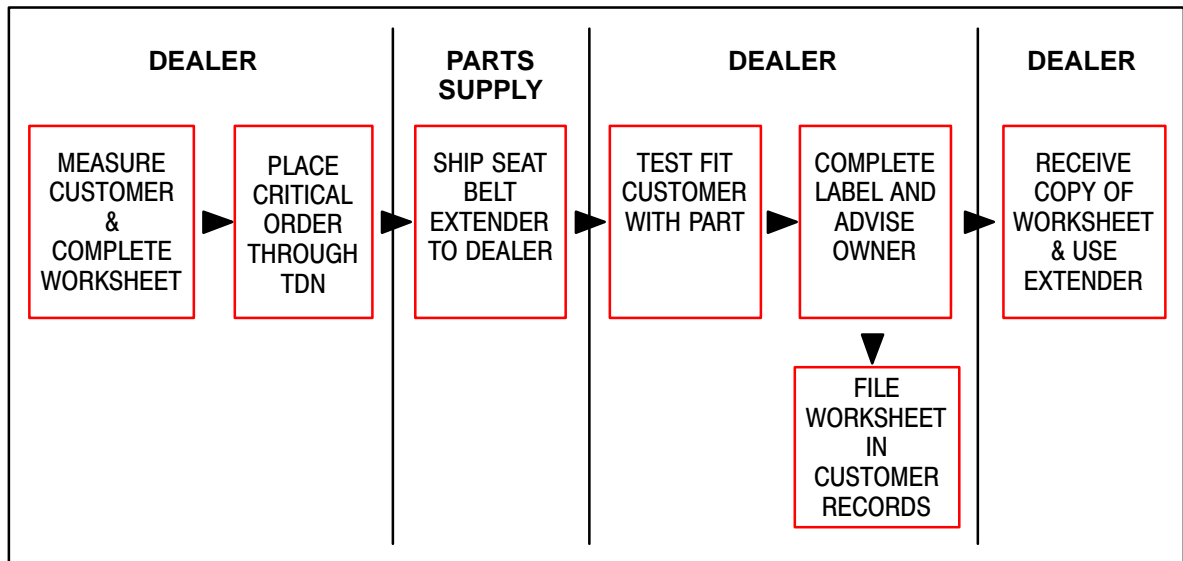 DEALER
MEASURE
CUSTOMER
&
COMPLETE
WORKSHEET
PLACE
CRITICAL
ORDER
THROUGH
TDN
PARTS
SUPPLY
SHIP SEAT
BELT
EXTENDER
TO DEALER
DEALER
TEST FIT
CUSTOMER
WITH PART
COMPLETE
LABEL AND
ADVISE
OWNER
FILE
WORKSHEET
IN
CUSTOMER
RECORDS
DEALER
RECEIVE
COPY OF
WORKSHEET
& USE
EXTENDER